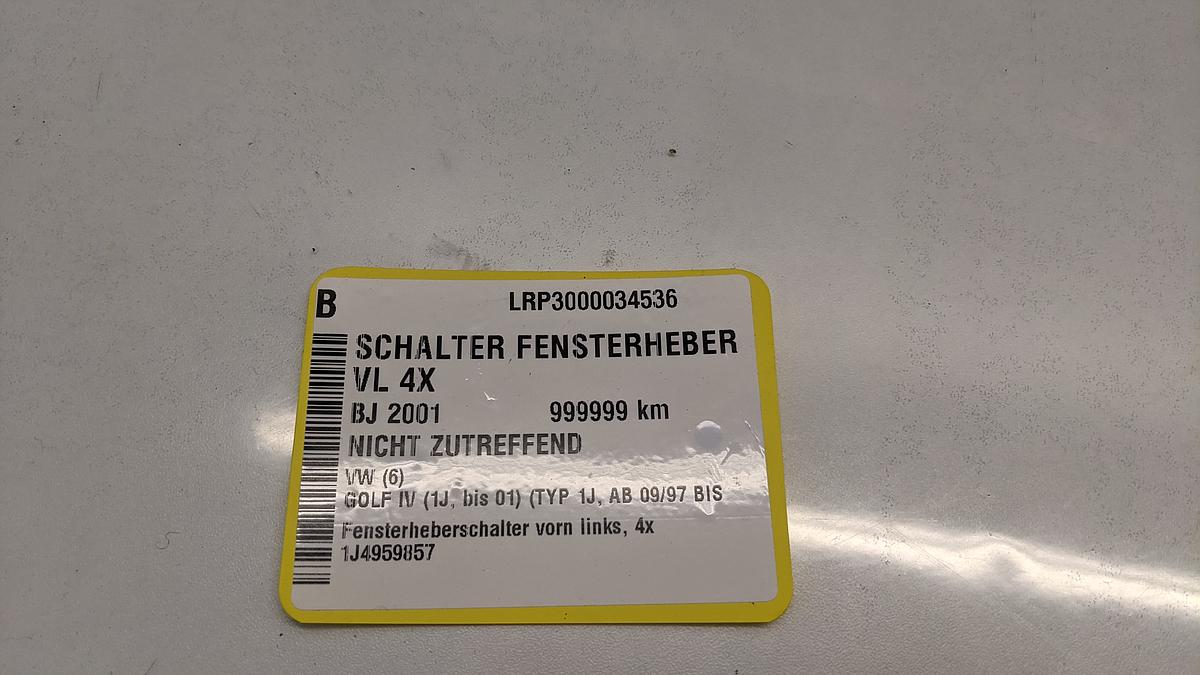 B
LRP3000034536
SCHALTER FENSTERHEBER
VL 4X
BJ 2001 999999 km
NICHT ZUTREFFEND
VW (6)
GOLF IV (1J, bis 01) (TYP 1J, AB 09/97 BIS
Fensterheberschalter vorn links, 4x
1J4959857